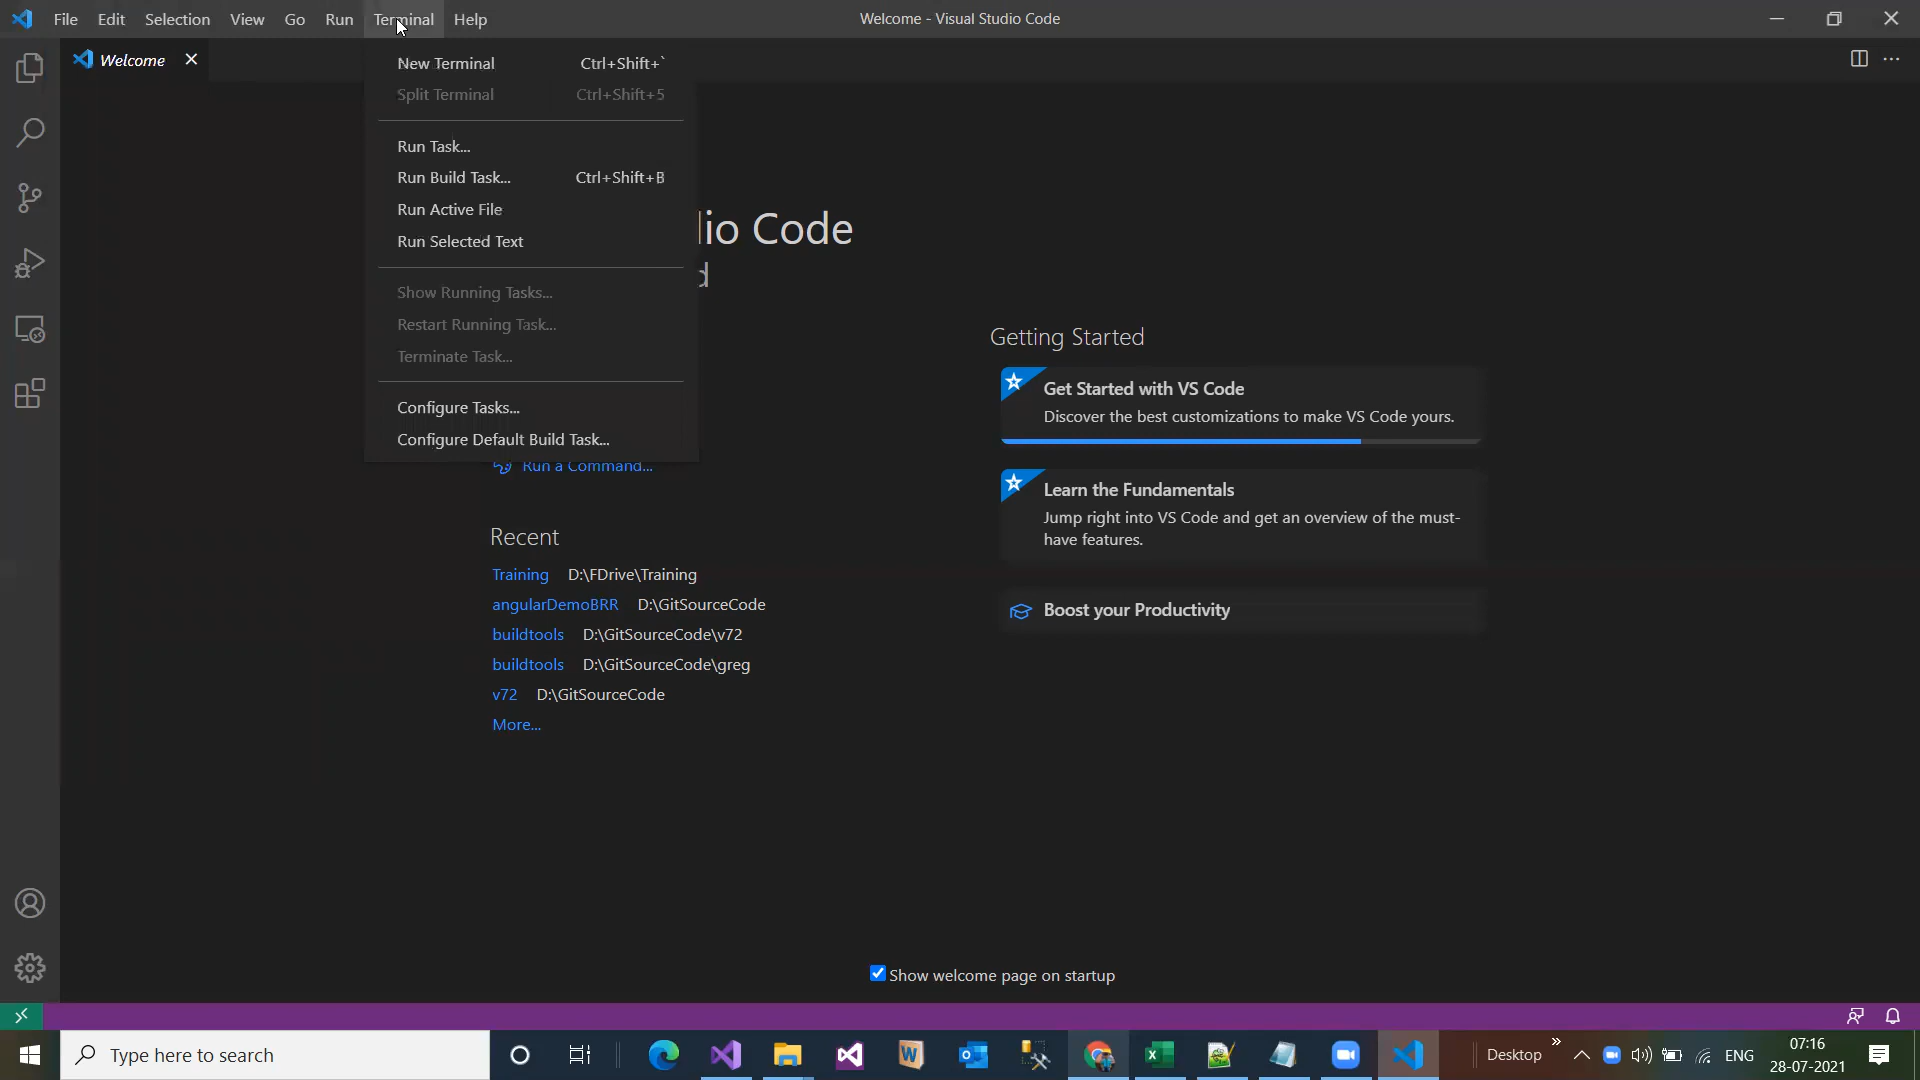 File Edit Selection View Go Run Terminal Help
Welcome - Visual Studio Code
Welcome
New Terminal Ctrl+Shift+`
Split Terminal Ctrl+Shift+5
Run Task...
Run Build Task... Ctrl+Shift+B
Run Active File
Run Selected Text
Show Running Tasks...
Restart Running Task...
Terminate Task...
Configure Tasks...
Configure Default Build Task...
lio Code
d
Run a Command...
Recent
Training D:\FDrive\Training
angularDemoBRR D:\GitSourceCode
buildtools D:\GitSourceCode\v72
buildtools D:\GitSourceCode\greg
v72 D:\GitSourceCode
More...
Getting Started
Get Started with VS Code
Discover the best customizations to make VS Code yours.
Learn the Fundamentals
Jump right into VS Code and get an overview of the must-
have features.
Boost your Productivity
Show welcome page on startup
Type here to search
Desktop
ENG
07:16
28-07-2021